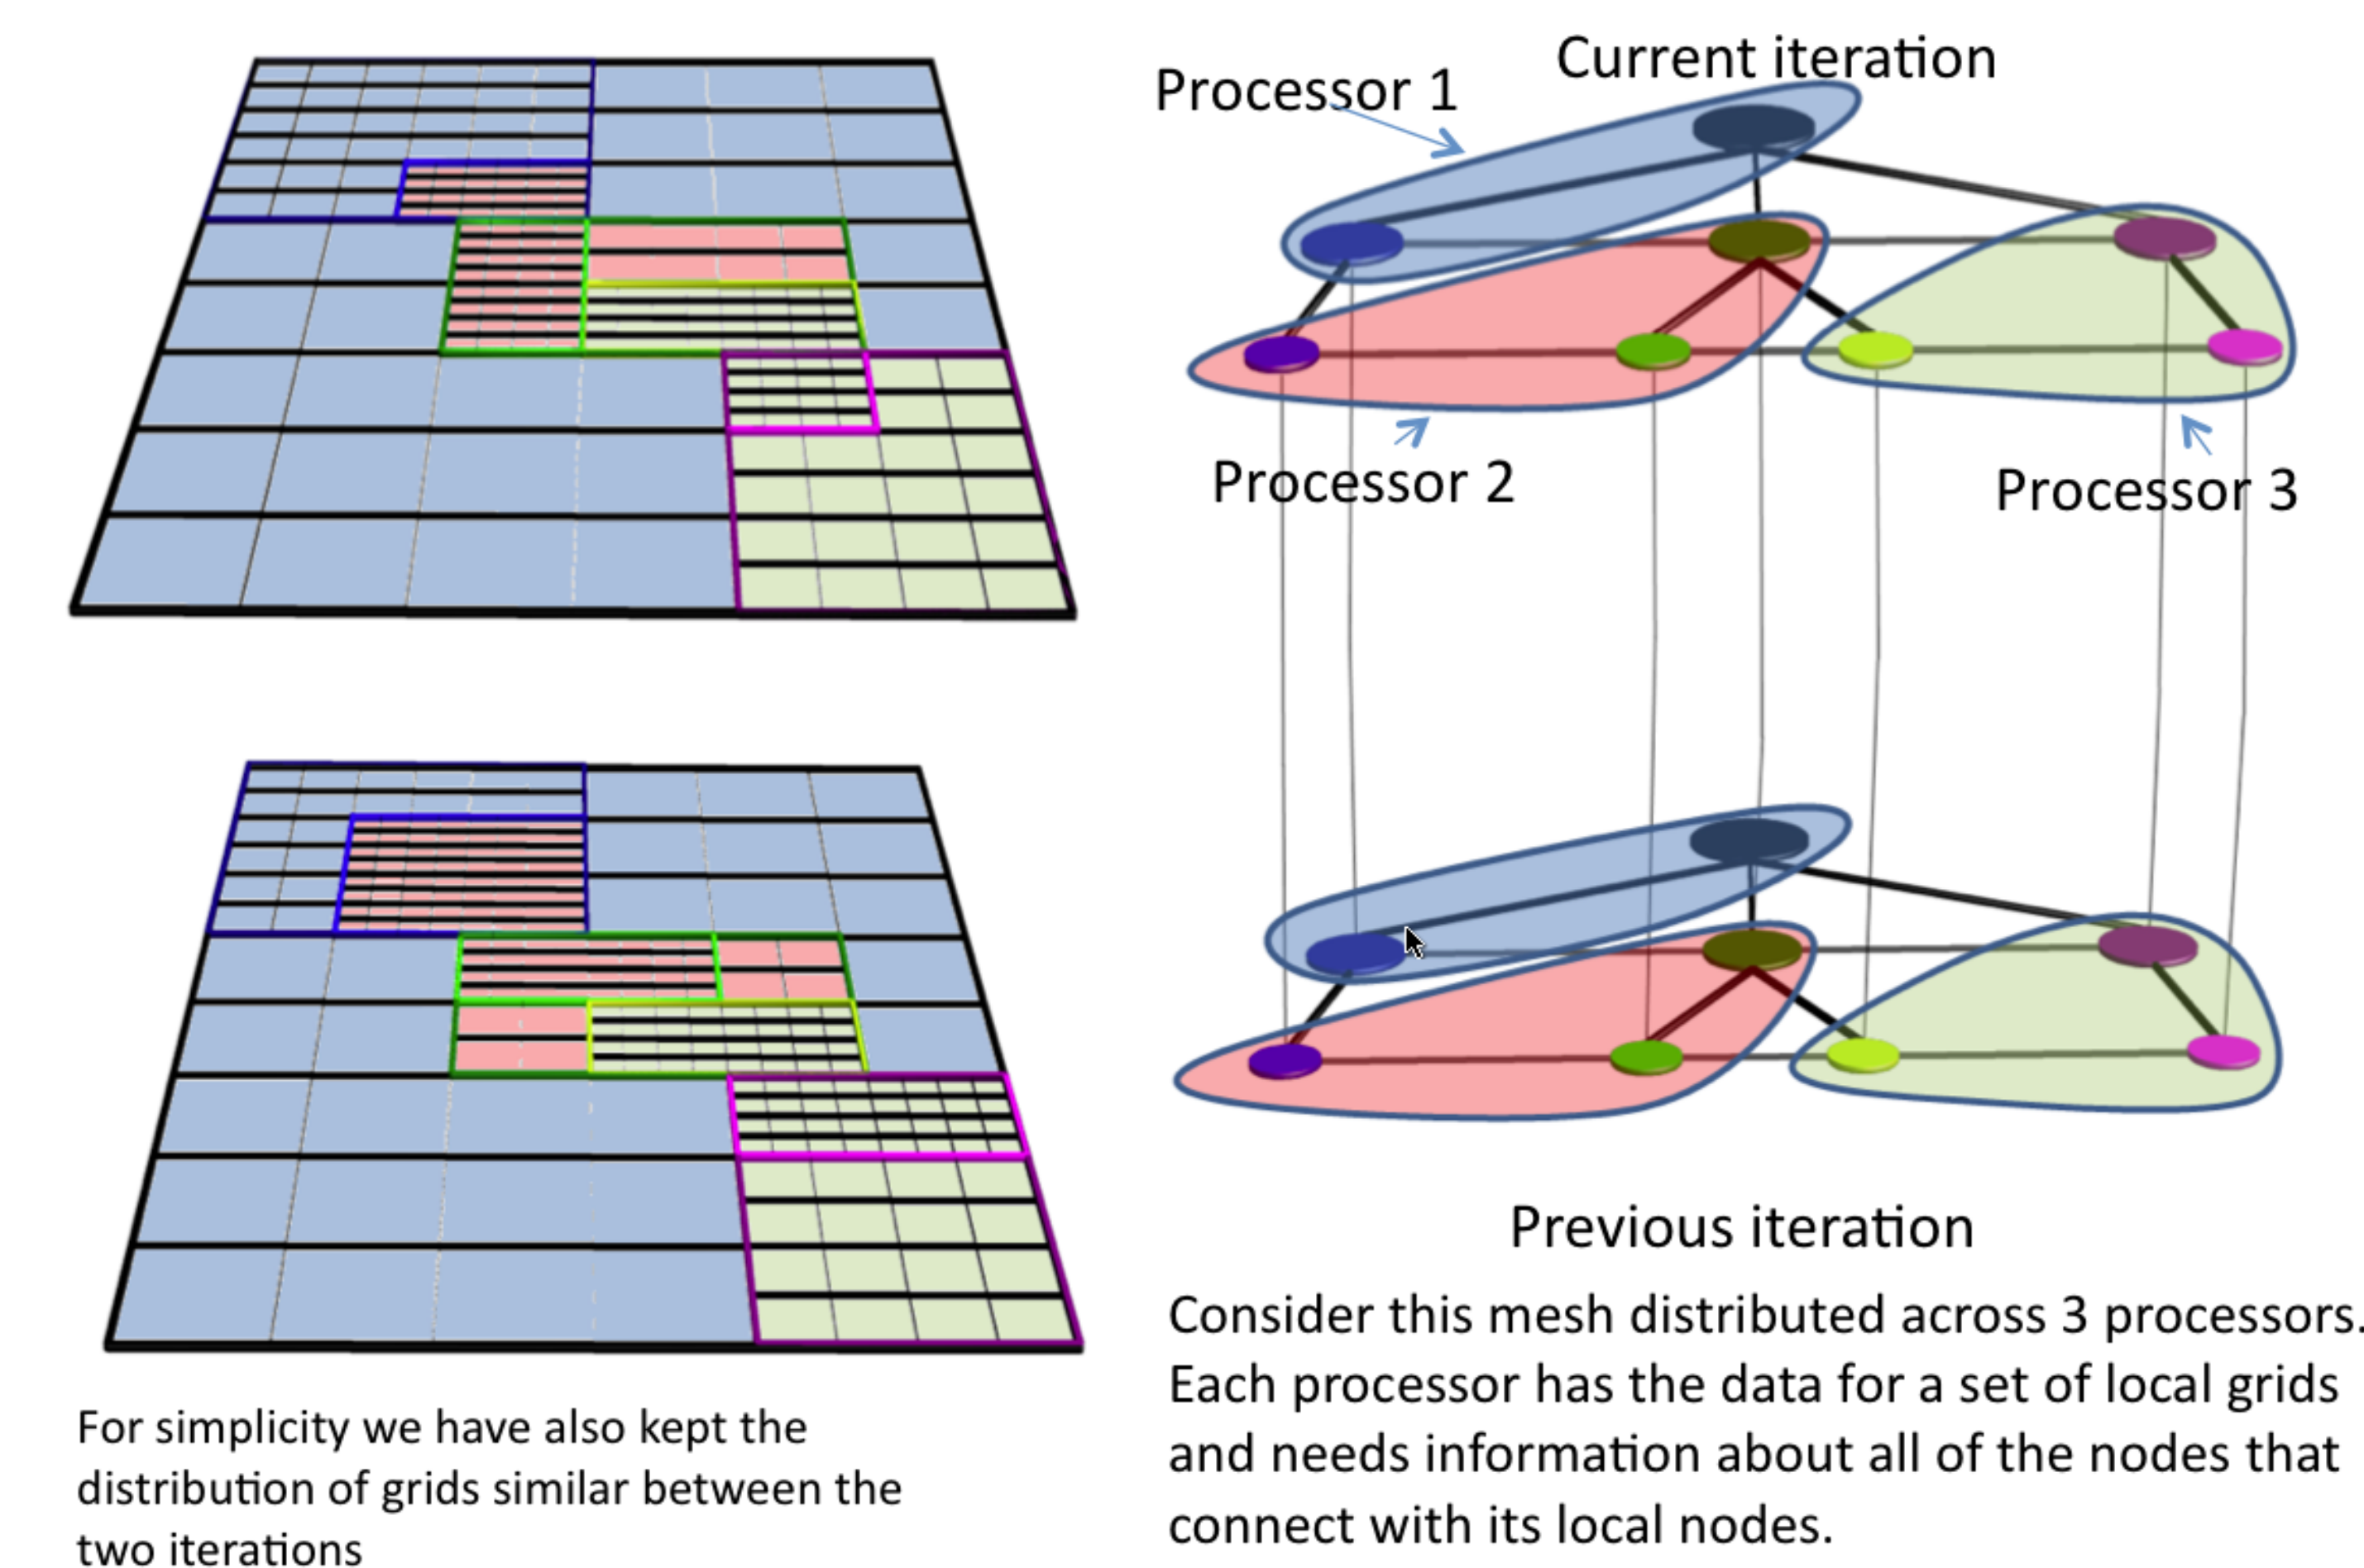 Current iteration
Processor 1
Processor 2
Processor 3
Previous iteration
Consider this mesh distributed across 3 processors.
Each processor has the data for a set of local grids
and needs information about all of the nodes that
connect with its local nodes.
For simplicity we have also kept the
distribution of grids similar between the
two iterations